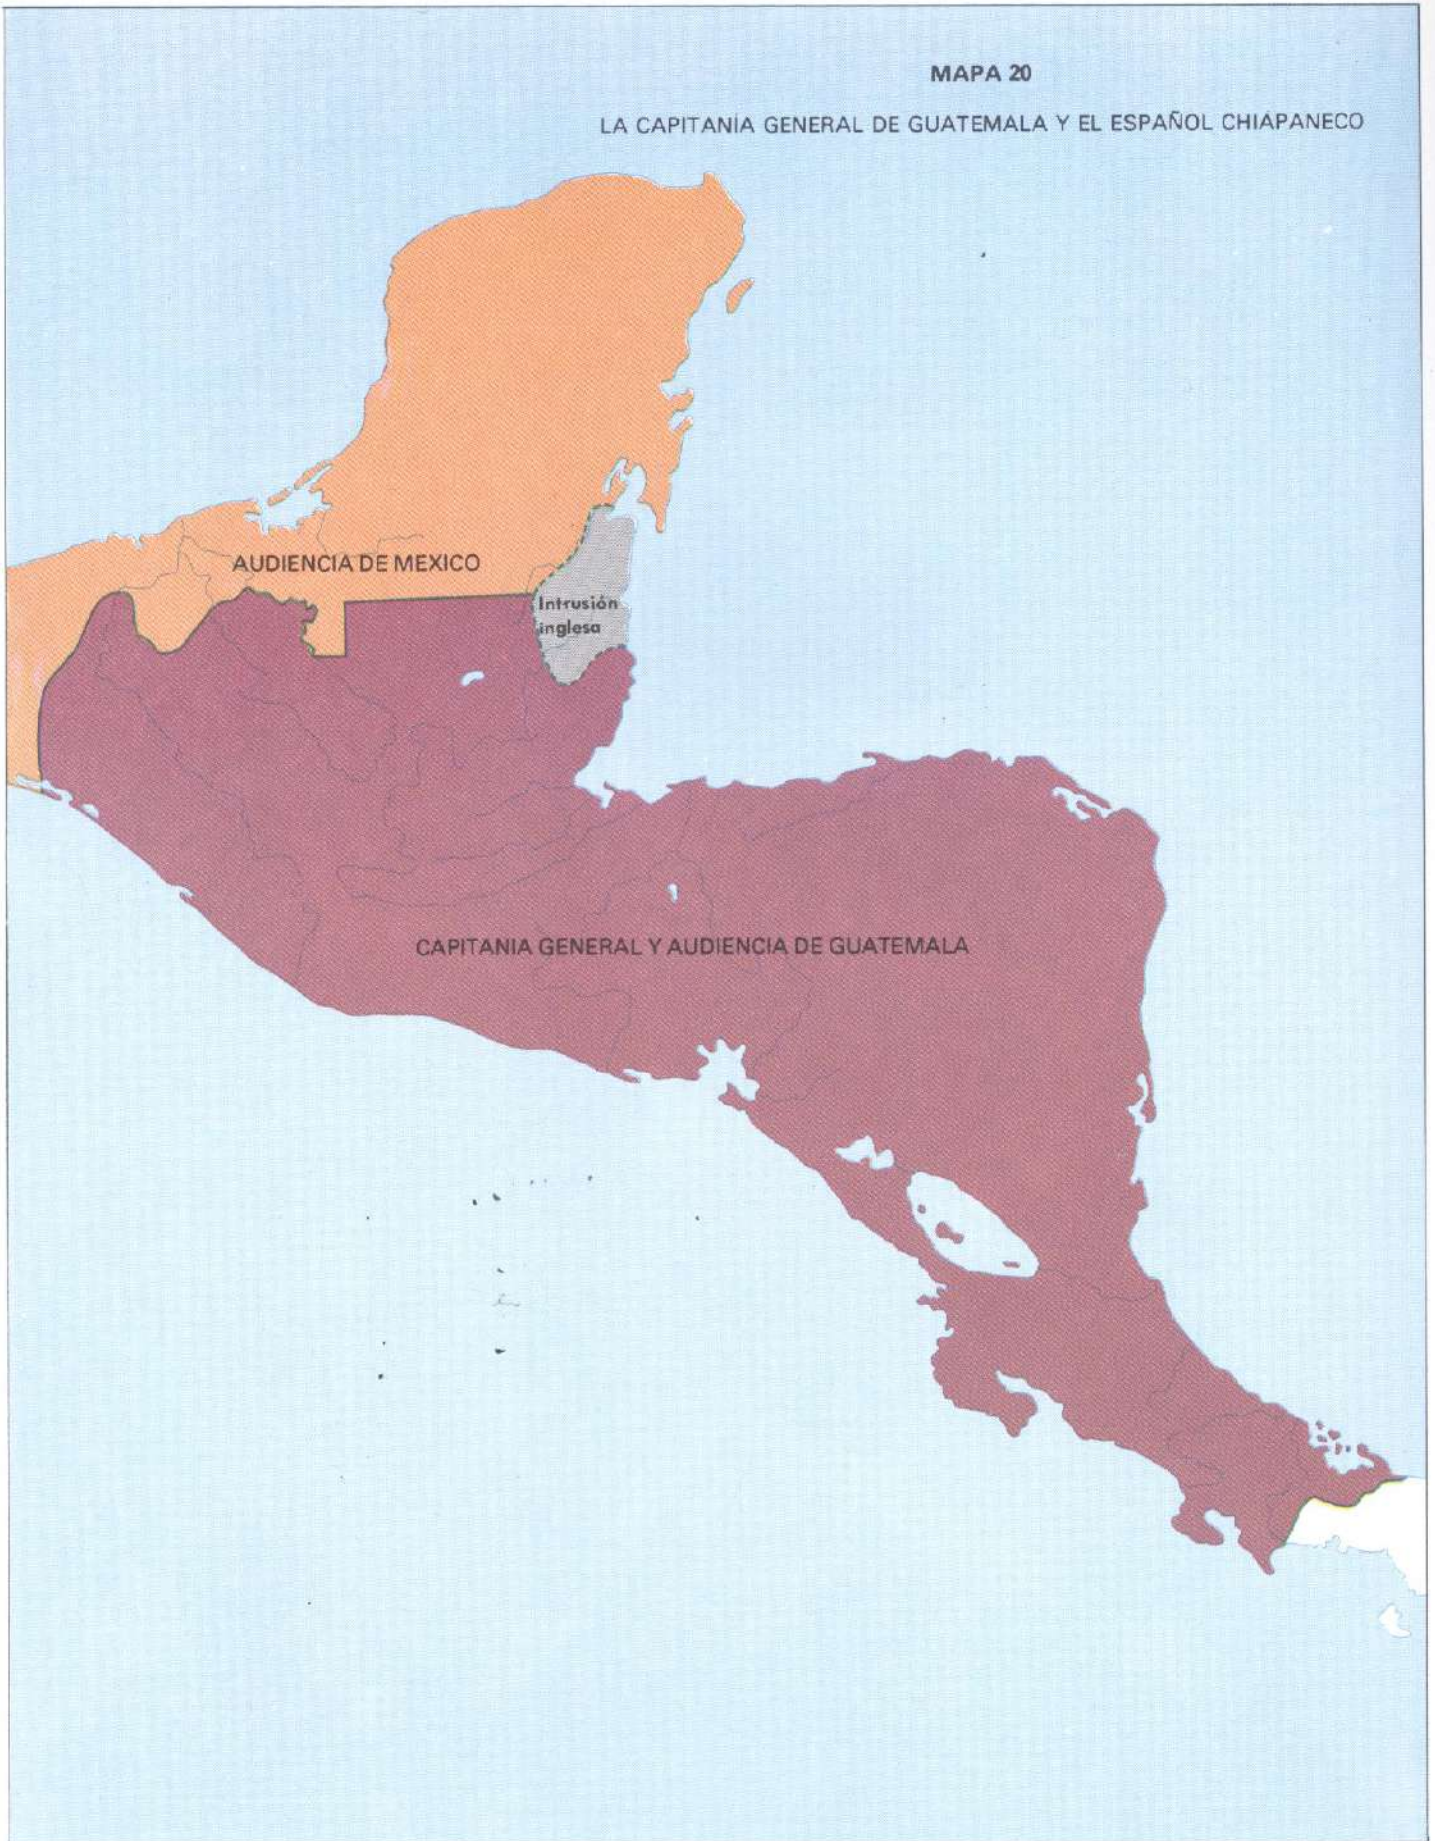 MAPA 20
LA CAPITANÍA GENERAL DE GUATEMALA Y EL ESPAÑOL CHIAPANECO
AUDIENCIA DE MEXICO
Intrusión
inglesa
CAPITANIA GENERAL Y AUDIENCIA DE GUATEMALA